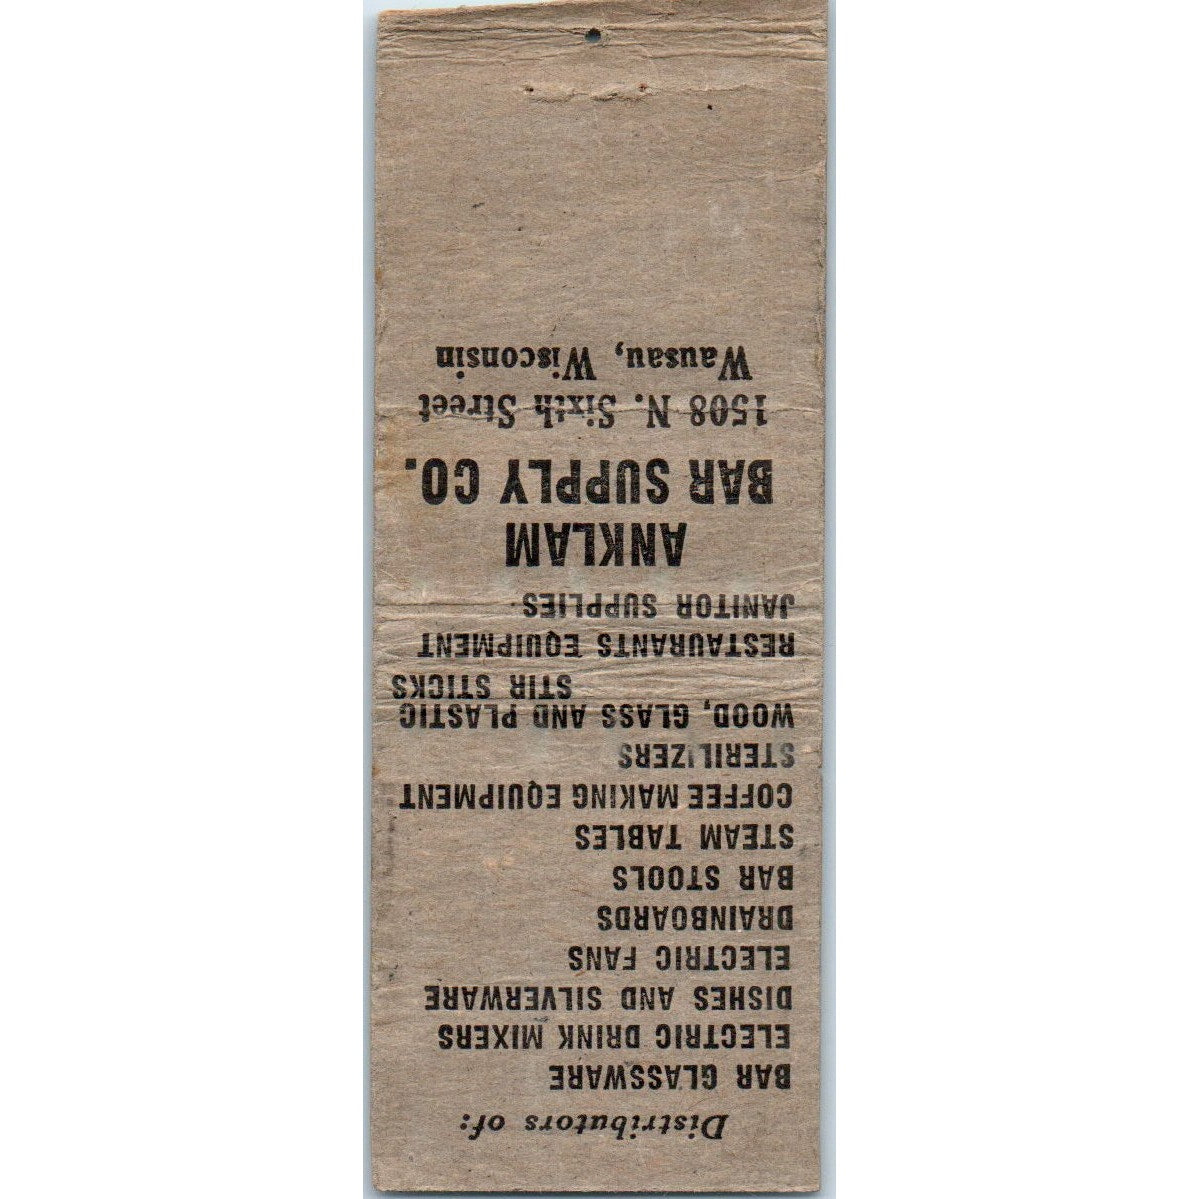 Distributors of:
BAR GLASSWARE
ELECTRIC DRINK MIXERS
DISHES AND SILVERWARE
ELECTRIC FANS
DRAINBOARDS
BAR STOOLS
STEAM TABLES
COFFEE MAKING EQUIPMENT
STERILIZERS
WOOD, GLASS AND PLASTIC
STIR STICKS
RESTAURANTS EQUIPMENT
JANITOR SUPPLIES
ANKLAM
BAR SUPPLY CO.
1508 N. Sixth Street
Wausau, Wisconsin